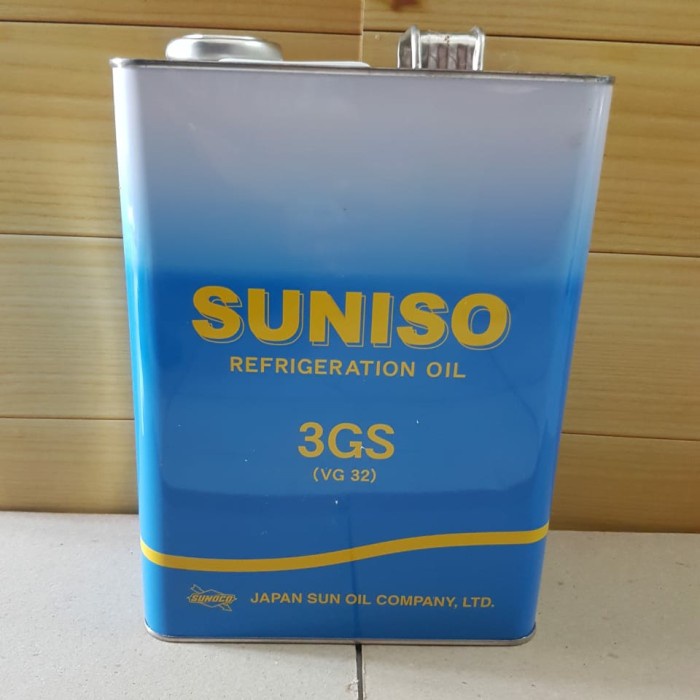 SUNISO
REFRIGERATION OIL
3GS
(VG 32)
SUNOCO
JAPAN SUN OIL COMPANY, LTD.